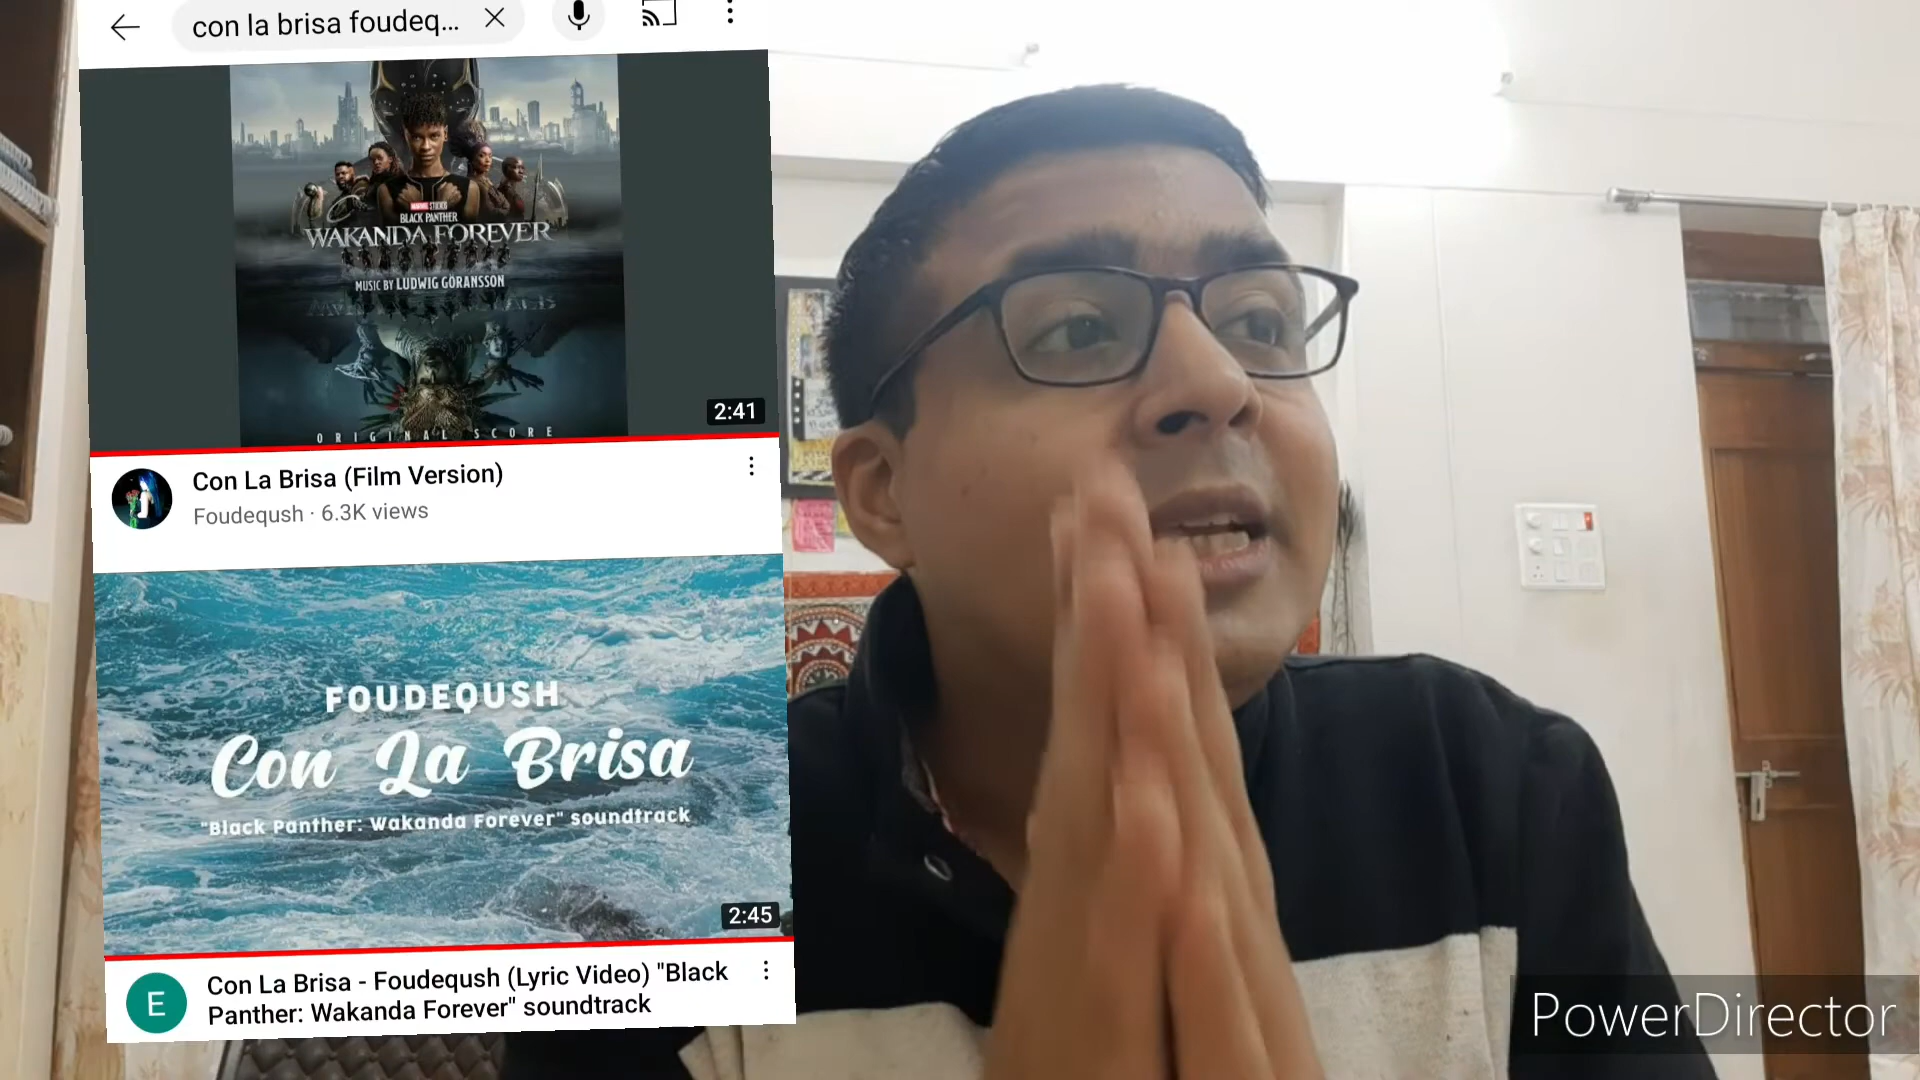 con la brisa foudeq...
MARVEL STUDIOS
BLACK PANTHER
WAKANDA FOREVER
MUSIC BY LUDWIG GÖRANSSON
ORIGINAL SCORE
2:41
Con La Brisa (Film Version)
Foudeqush · 6.3K views
FOUDEQUSH
Con La Brisa
"Black Panther: Wakanda Forever" soundtrack
2:45
E
Con La Brisa - Foudeqush (Lyric Video) "Black
Panther: Wakanda Forever" soundtrack
PowerDirector